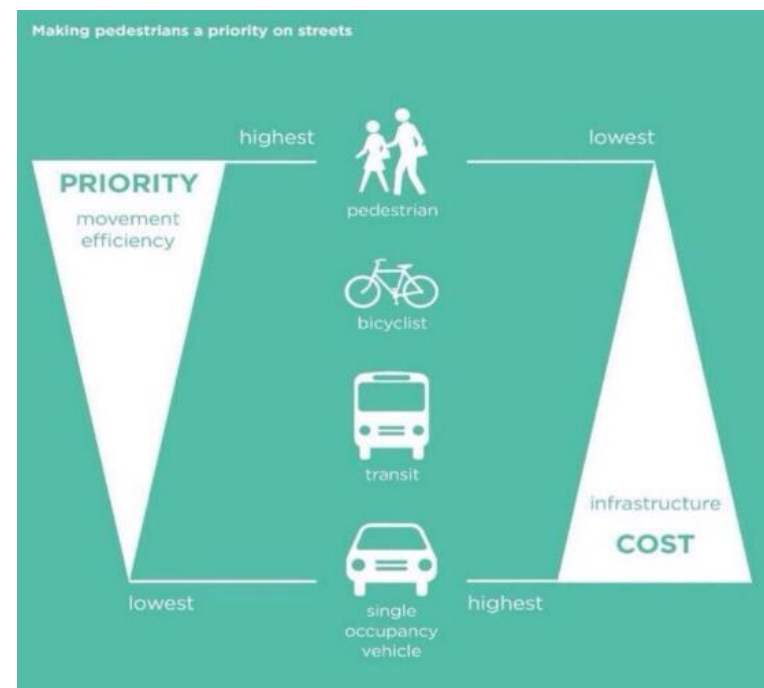 Making pedestrians a priority on streets
highest
lowest
PRIORITY
movement
efficiency
pedestrian
bicyclist
transit
infrastructure
COST
lowest
highest
single
occupancy
vehicle